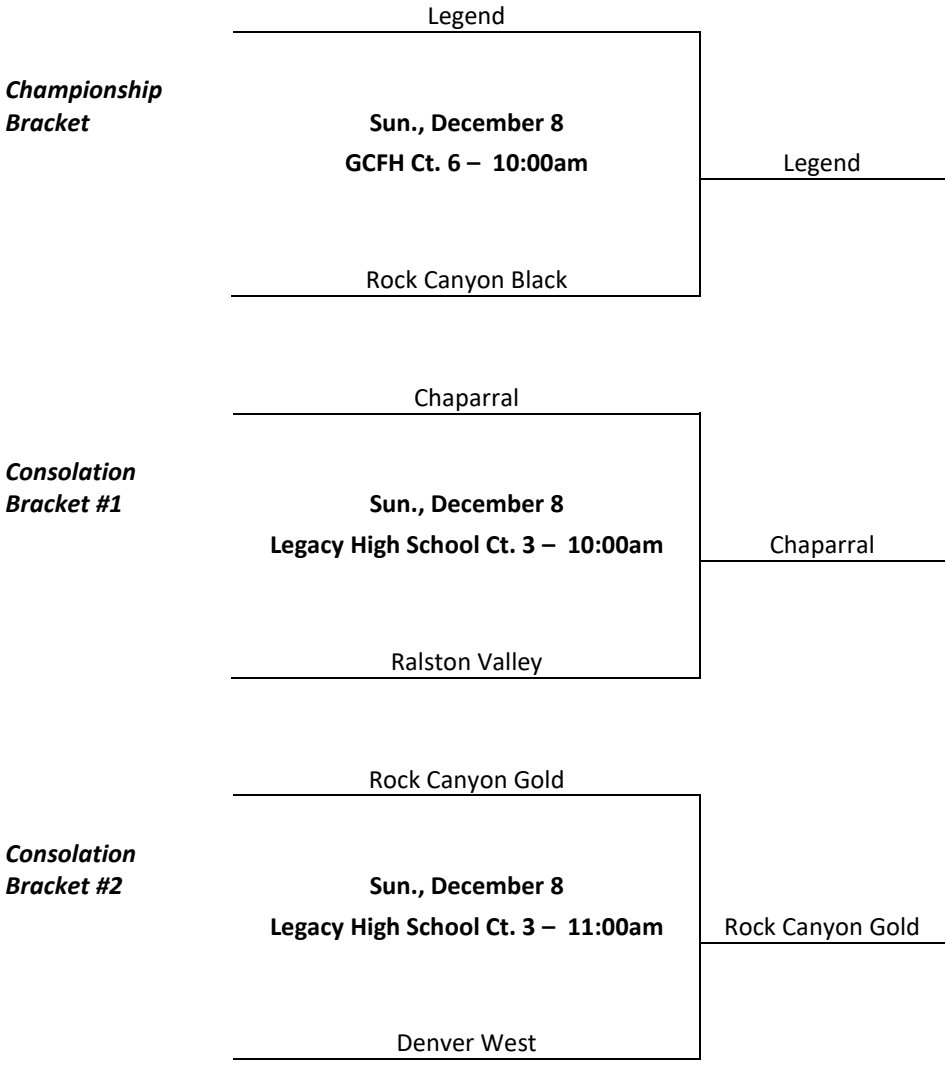 Legend
Championship
Bracket
Sun., December 8
GCFH Ct. 6 – 10:00am
Legend
Rock Canyon Black
Chaparral
Consolation
Bracket #1
Sun., December 8
Legacy High School Ct. 3 – 10:00am
Chaparral
Ralston Valley
Rock Canyon Gold
Consolation
Bracket #2
Sun., December 8
Legacy High School Ct. 3 – 11:00am
Rock Canyon Gold
Denver West